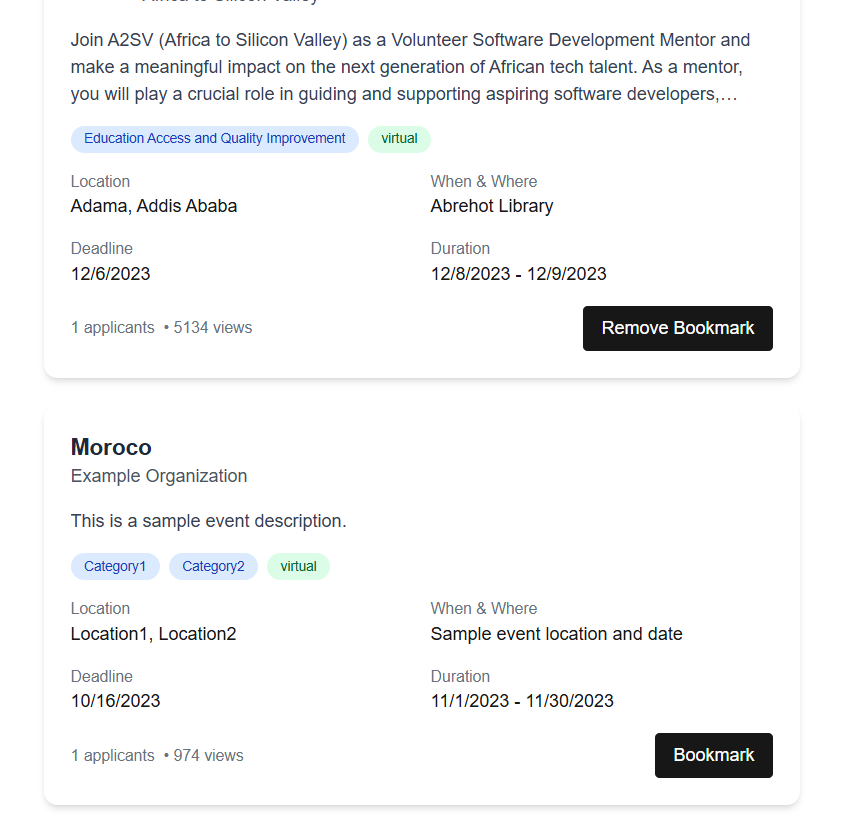 Africa to Silicon Valley
Join A2SV (Africa to Silicon Valley) as a Volunteer Software Development Mentor and
make a meaningful impact on the next generation of African tech talent. As a mentor,
you will play a crucial role in guiding and supporting aspiring software developers,…
Education Access and Quality Improvement virtual
Location When & Where
Adama, Addis Ababa Abrehot Library
Deadline Duration
12/6/2023 12/8/2023 - 12/9/2023
1 applicants • 5134 views Remove Bookmark
Moroco
Example Organization
This is a sample event description.
Category1 Category2 virtual
Location When & Where
Location1, Location2 Sample event location and date
Deadline Duration
10/16/2023 11/1/2023 - 11/30/2023
1 applicants • 974 views Bookmark